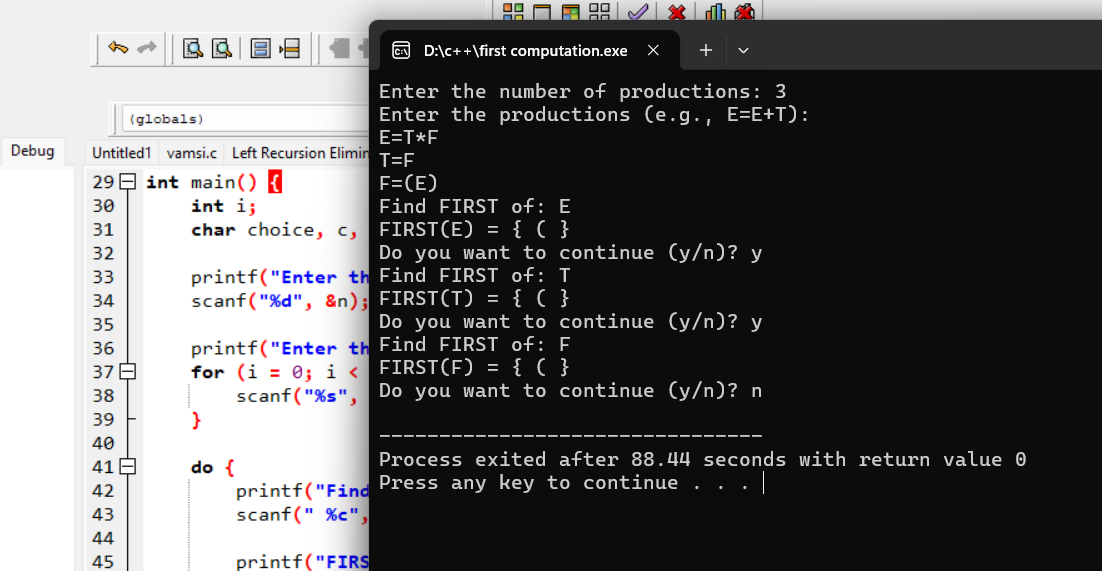 D:\c++\first computation.exe
(globals)
Debug
Untitled1 vamsi.c Left Recursion Elimin
29 int main() {
30 int i;
31 char choice, c,
32
33 printf("Enter th
34 scanf("%d", &n);
35
36 printf("Enter th
37 for (i = 0; i <
38 scanf("%s",
39 }
40
41 do {
42 printf("Find
43 scanf(" %c",
44
45 printf("FIRS
Enter the number of productions: 3
Enter the productions (e.g., E=E+T):
E=T*F
T=F
F=(E)
Find FIRST of: E
FIRST(E) = { ( }
Do you want to continue (y/n)? y
Find FIRST of: T
FIRST(T) = { ( }
Do you want to continue (y/n)? y
Find FIRST of: F
FIRST(F) = { ( }
Do you want to continue (y/n)? n
--------------------------------
Process exited after 88.44 seconds with return value 0
Press any key to continue . . .